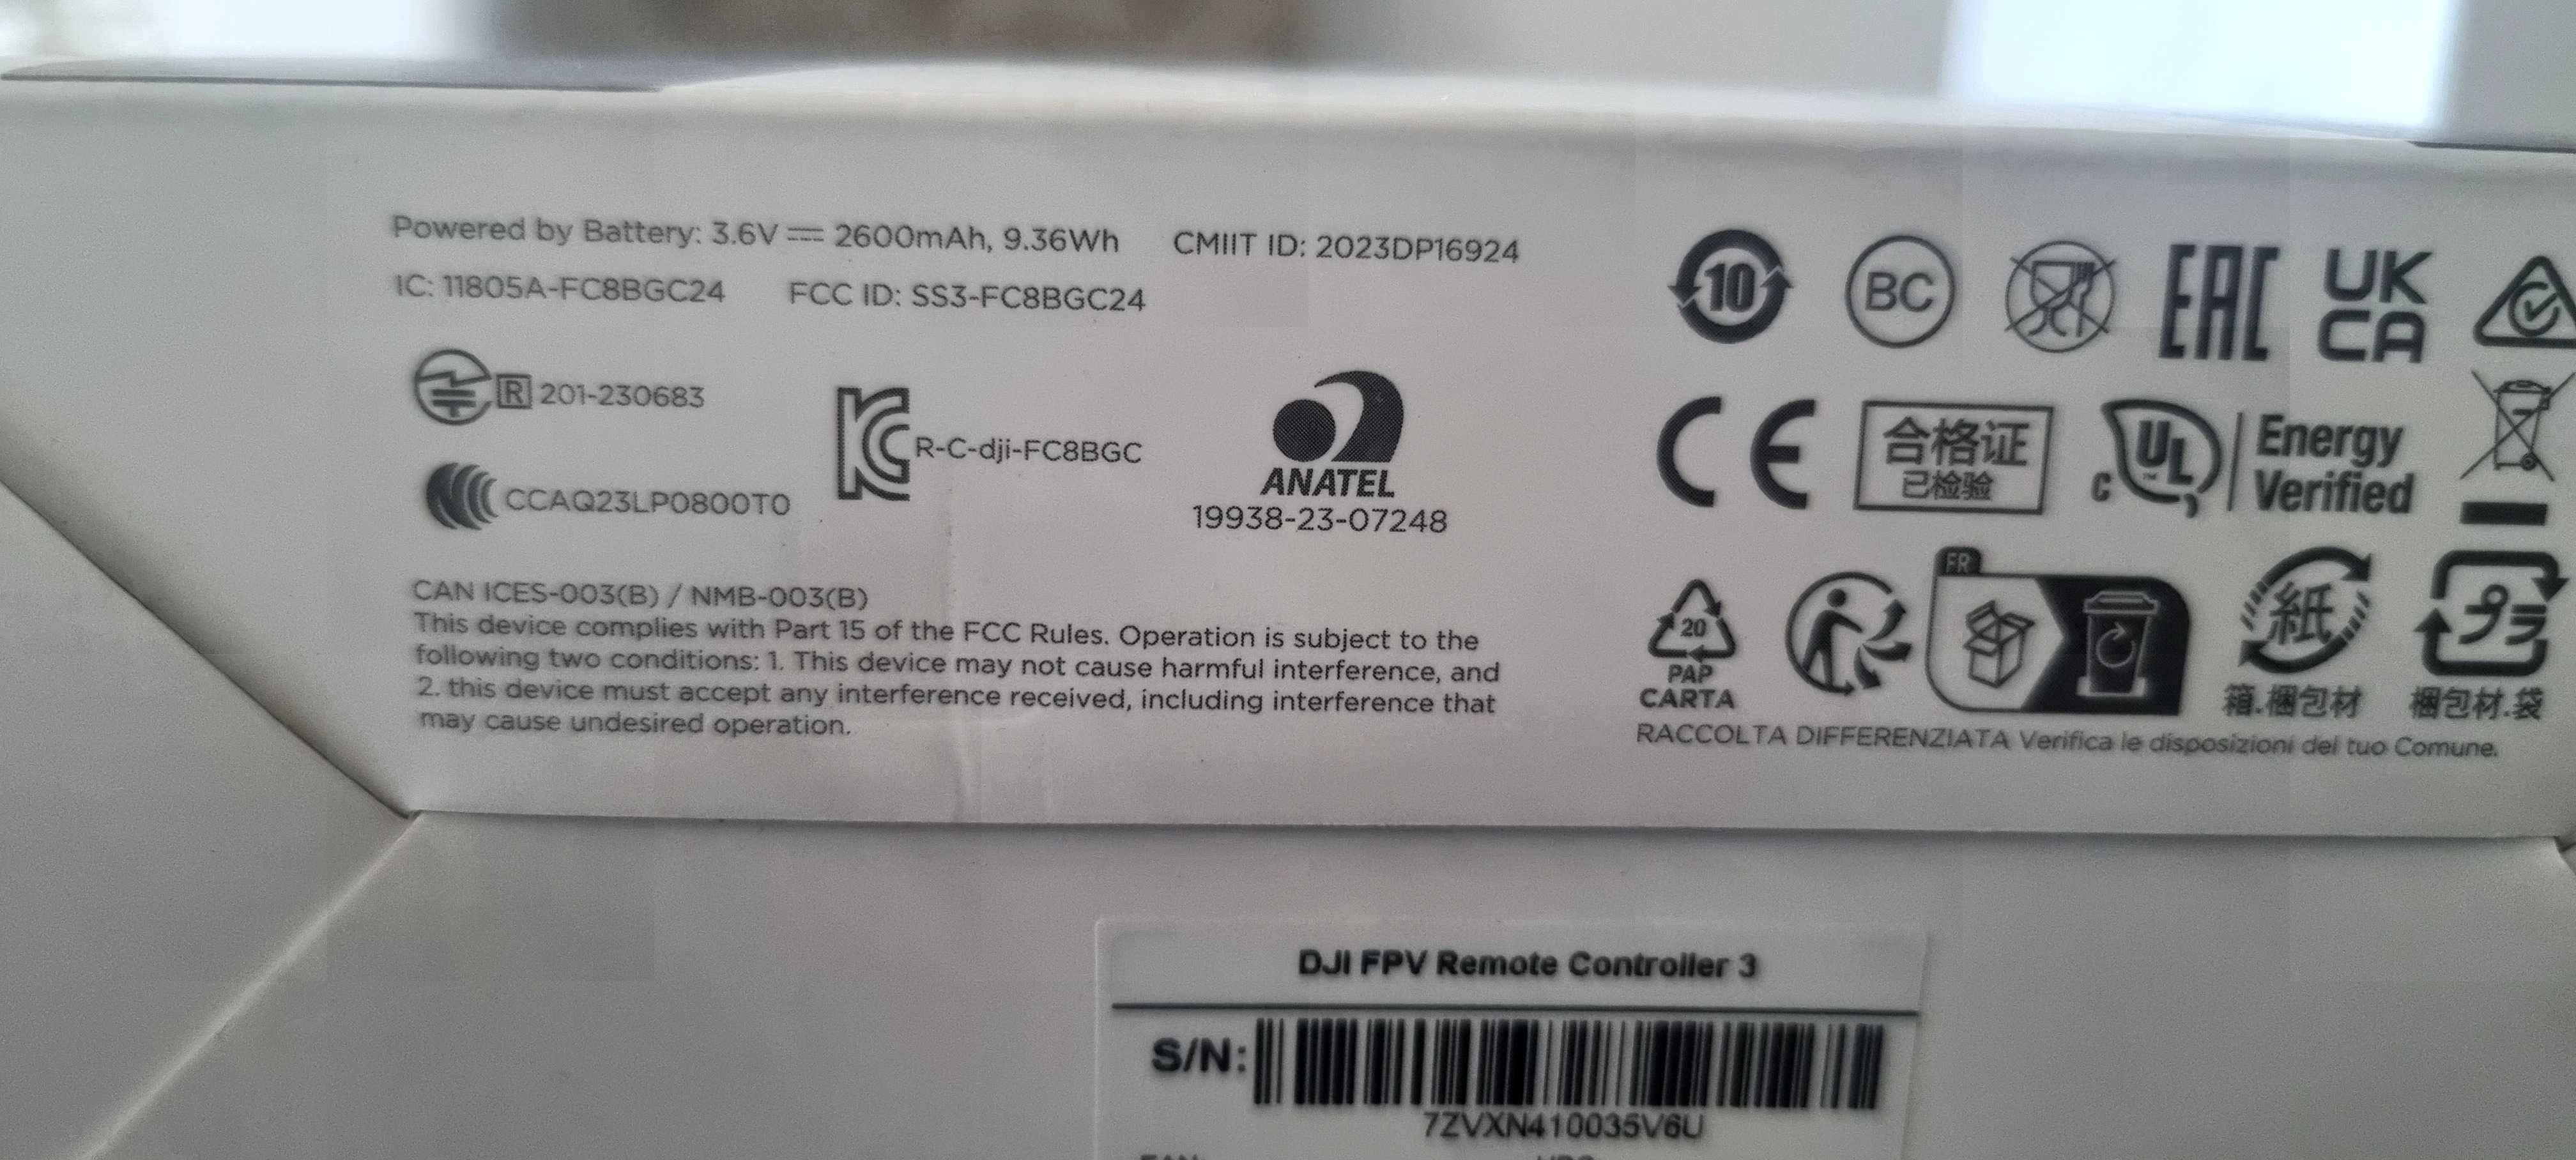 Powered by Battery: 3.6V⎓2600mAh, 9.36Wh CMIIT ID: 2023DP16924
IC: 11805A-FC8BGC24 FCC ID: SS3-FC8BGC24
R 201-230683
R-C-dji-FC8BGC
CCAQ23LP0800T0
ANATEL
19938-23-07248
CAN ICES-003(B) / NMB-003(B)
This device complies with Part 15 of the FCC Rules. Operation is subject to the
following two conditions: 1. This device may not cause harmful interference, and
2. this device must accept any interference received, including interference that
may cause undesired operation.
10 BC EAC UK CA
CE 合格证 已检验 c UL Energy Verified
20 PAP CARTA
FR
紙
箱.梱包材
プラ
梱包材.袋
RACCOLTA DIFFERENZIATA Verifica le disposizioni del tuo Comune.
DJI FPV Remote Controller 3
S/N:
7ZVXN410035V6U